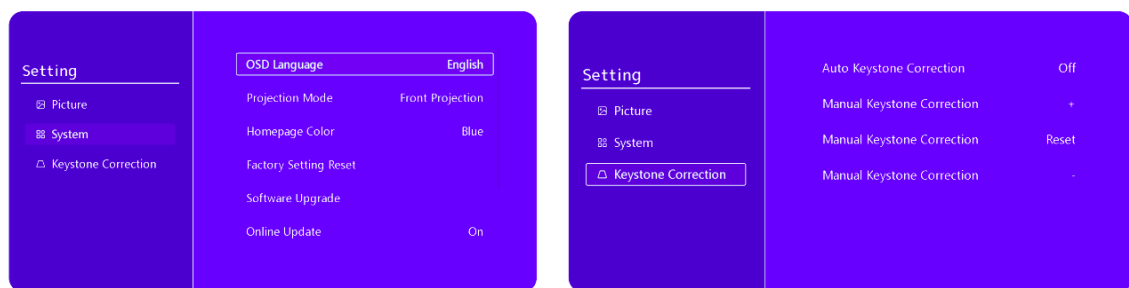 Setting
Picture
System
Keystone Correction
OSD Language English
Projection Mode Front Projection
Homepage Color Blue
Factory Setting Reset
Software Upgrade
Online Update On
Setting
Picture
System
Keystone Correction
Auto Keystone Correction Off
Manual Keystone Correction +
Manual Keystone Correction Reset
Manual Keystone Correction -